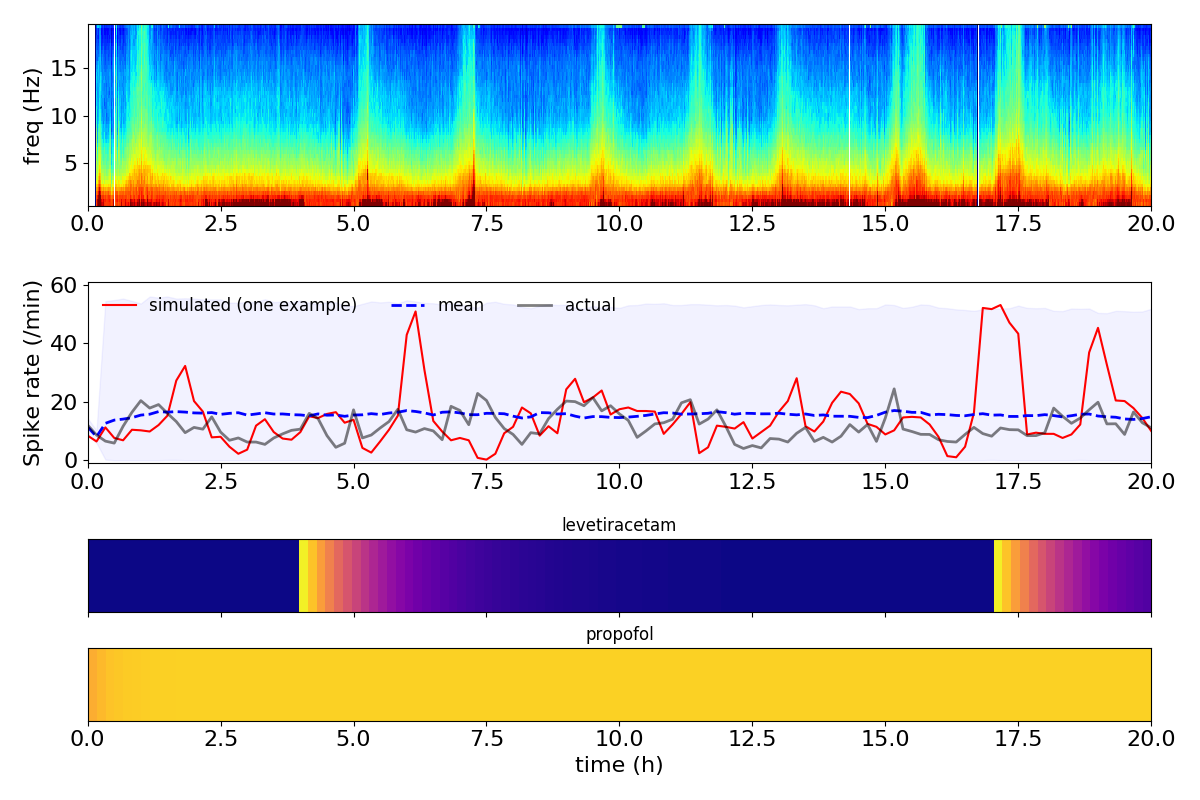 freq (Hz)
15
10
5
0.0 2.5 5.0 7.5 10.0 12.5 15.0 17.5 20.0
Spike rate (/min)
60
40
20
0
simulated (one example) mean actual
0.0 2.5 5.0 7.5 10.0 12.5 15.0 17.5 20.0
levetiracetam
propofol
0.0 2.5 5.0 7.5 10.0 12.5 15.0 17.5 20.0
time (h)